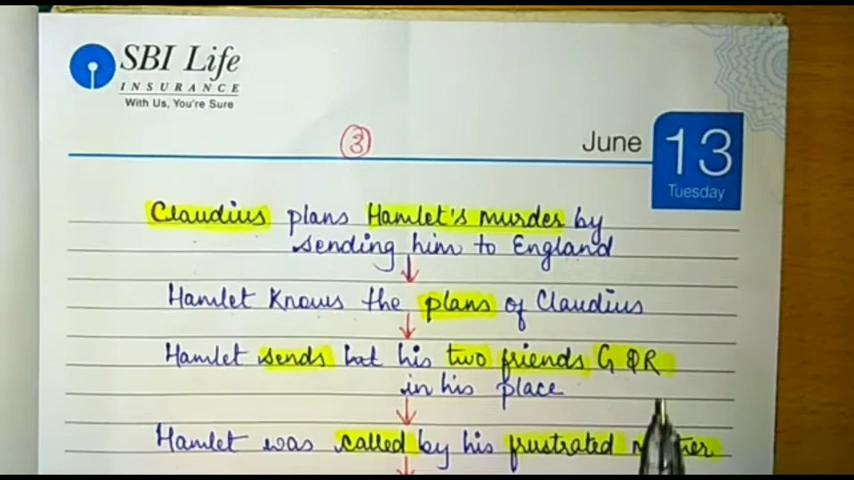 SBI Life
INSURANCE
With Us, You're Sure
3
June 13
Tuesday
Claudius plans Hamlet's murder by
sending him to England
Hamlet knows the plans of Claudius
Hamlet sends but his two friends G & R
in his place
Hamlet was called by his frustrated